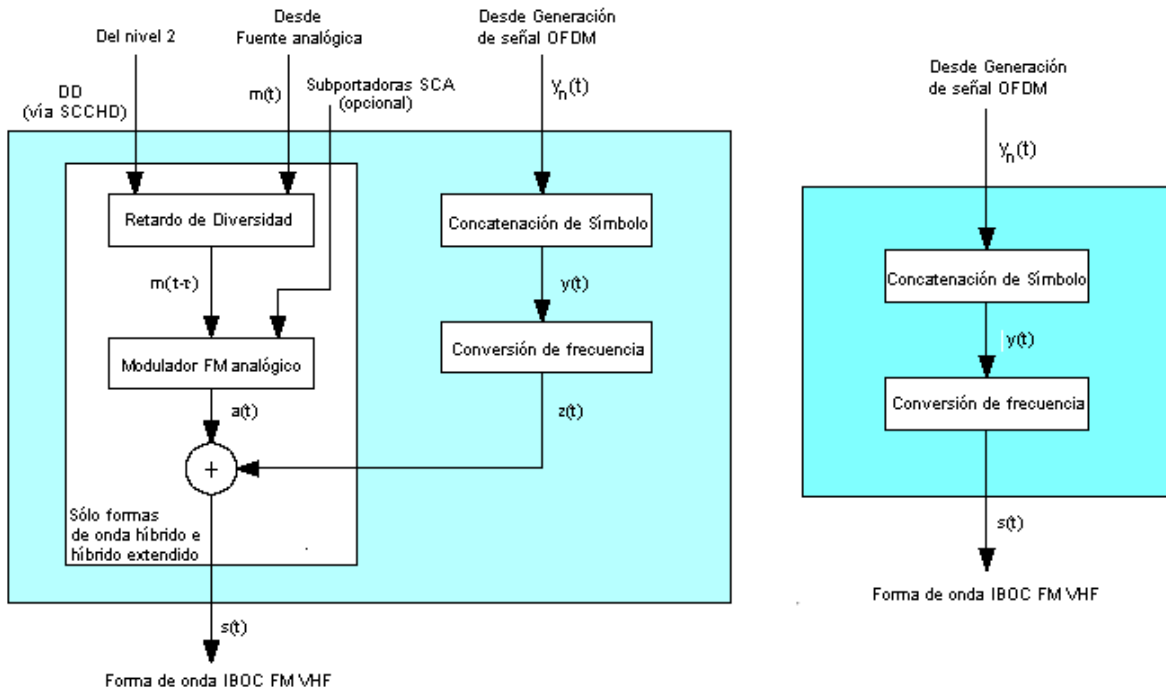 Del nivel 2
Desde
Fuente analógica
Desde Generación
de señal OFDM
DD
(vía SCCHD)
m(t)
Subportadoras SCA
(opcional)
yn(t)
Retardo de Diversidad
Concatenación de Símbolo
m(t-τ)
y(t)
Modulador FM analógico
Conversión de frecuencia
a(t)
z(t)
+
Sólo formas
de onda híbrido e
híbrido extendido
s(t)
Forma de onda IBOC FM VHF
Desde Generación
de señal OFDM
yn(t)
Concatenación de Símbolo
y(t)
Conversión de frecuencia
s(t)
Forma de onda IBOC FM VHF